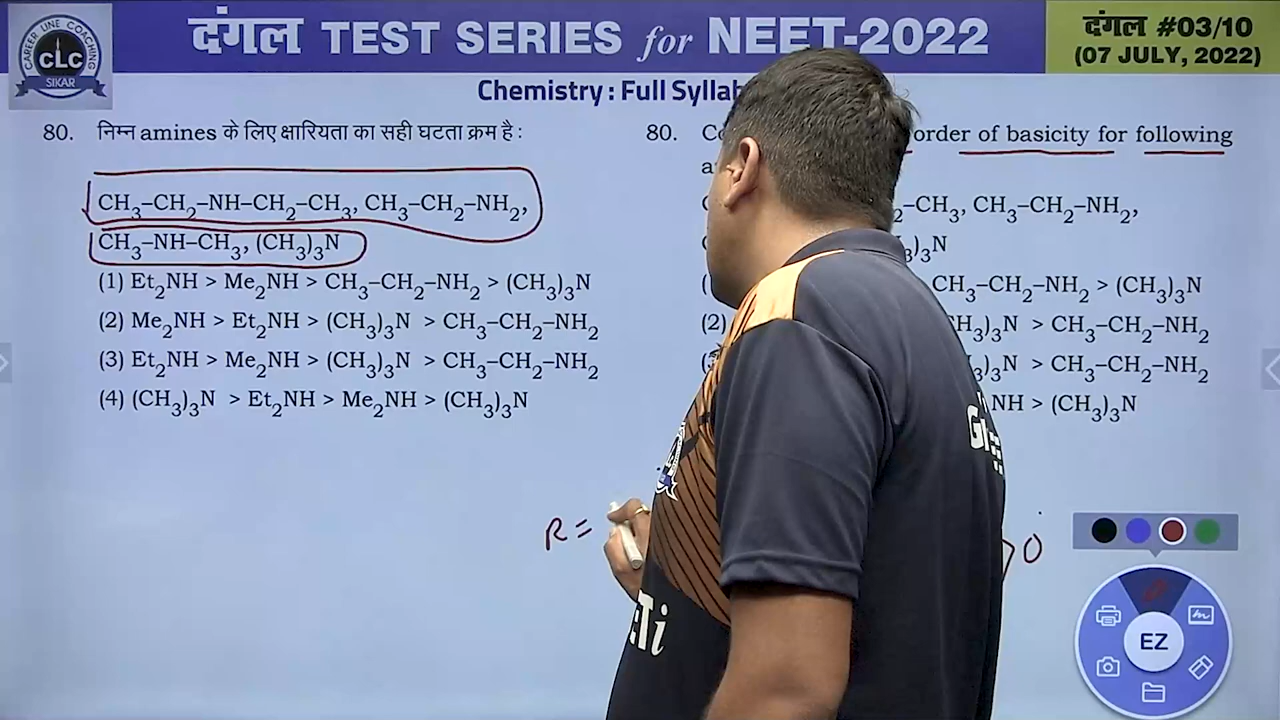 दंगल TEST SERIES for NEET-2022
दंगल #03/10
(07 JULY, 2022)
CAREER LINE COACHING
CLC
SIKAR
Chemistry : Full
80. निम्न amines के लिए क्षारियता का सही घटता क्रम है :
CH₃–CH₂–NH–CH₂–CH₃, CH₃–CH₂–NH₂,
CH₃–NH–CH₃, (CH₃)₃N
(1) Et₂NH > Me₂NH > CH₃–CH₂–NH₂ > (CH₃)₃N
(2) Me₂NH > Et₂NH > (CH₃)₃N > CH₃–CH₂–NH₂
(3) Et₂NH > Me₂NH > (CH₃)₃N > CH₃–CH₂–NH₂
(4) (CH₃)₃N > Et₂NH > Me₂NH > (CH₃)₃N
80. order of basicity for following
–CH₃, CH₃–CH₂–NH₂,
)₃N
CH₃–CH₂–NH₂ > (CH₃)₃N
(2) )₃N > CH₃–CH₂–NH₂
)₃N > CH₃–CH₂–NH₂
NH > (CH₃)₃N
R =
EZ